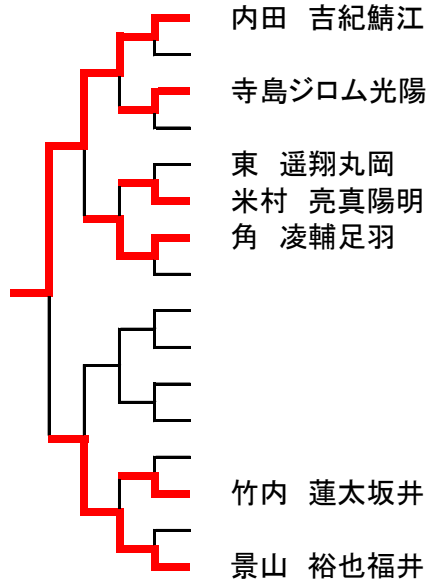 内田 吉紀鯖江
寺島ジロム光陽
東 遥翔丸岡
米村 亮真陽明
角 凌輔足羽
竹内 蓮太坂井
景山 裕也福井